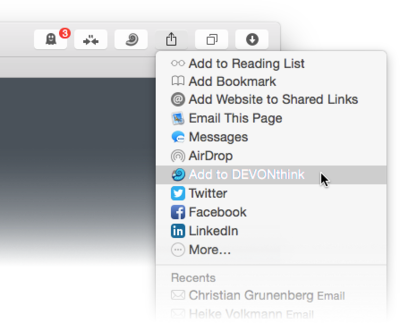 3
Add to Reading List
Add Bookmark
Add Website to Shared Links
Email This Page
Messages
AirDrop
Add to DEVONthink
Twitter
Facebook
LinkedIn
More...
Recents
Christian Grunenberg Email
Heike Volkmann Email